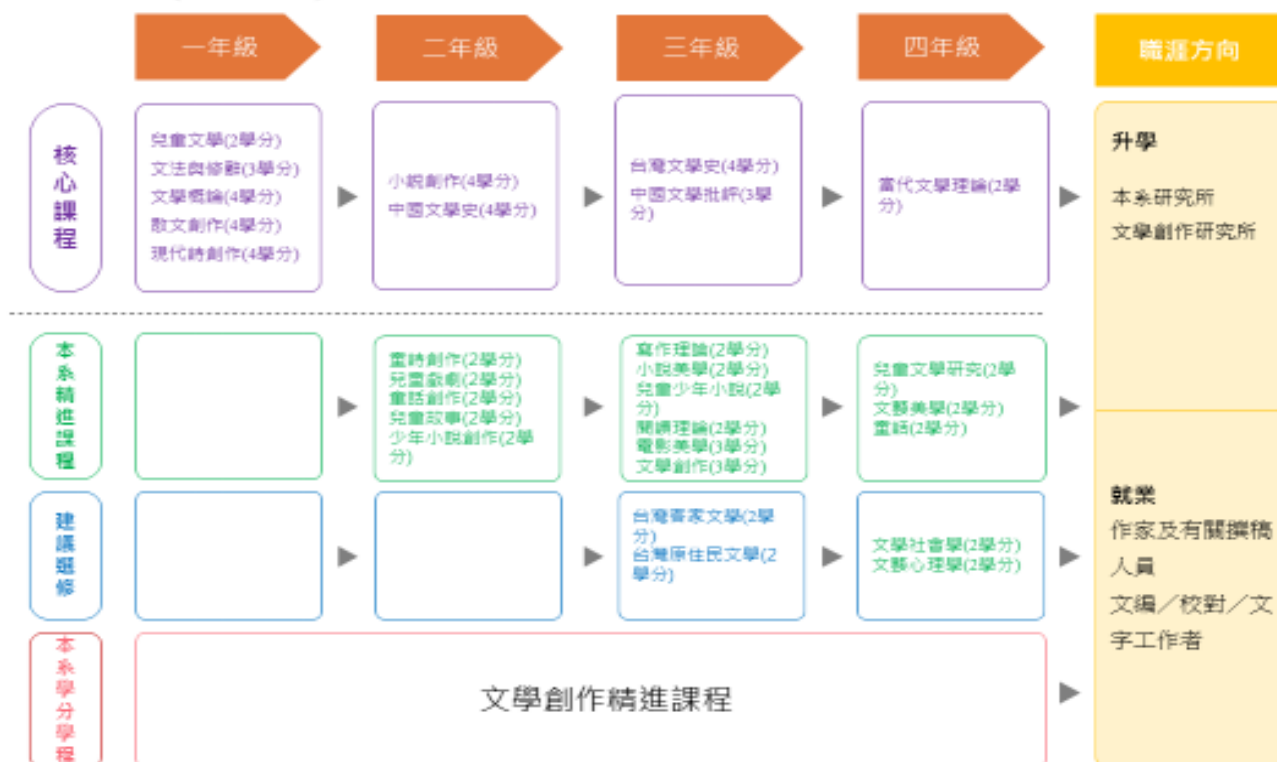 一年級
二年級
三年級
四年級
職涯方向
核心課程
兒童文學(2學分)
文法與修辭(3學分)
文學概論(4學分)
散文創作(4學分)
現代詩創作(4學分)
小說創作(4學分)
中國文學史(4學分)
台灣文學史(4學分)
中國文學批評(3學
分)
當代文學理論(2學
分)
升學
本系研究所
文學創作研究所
本系精進課程
童詩創作(2學分)
兒童戲劇(2學分)
童話創作(2學分)
兒童故事(2學分)
少年小說創作(2學
分)
寫作理論(2學分)
小說美學(2學分)
兒童少年小說(2學
分)
閱讀理論(2學分)
電影美學(3學分)
文學創作(3學分)
兒童文學研究(2學
分)
文藝美學(2學分)
童話(2學分)
建議選修
台灣客家文學(2學
分)
台灣原住民文學(2
學分)
文學社會學(2學分)
文藝心理學(2學分)
就業
作家及有關撰稿
人員
文編／校對／文
字工作者
本系學分學程
文學創作精進課程